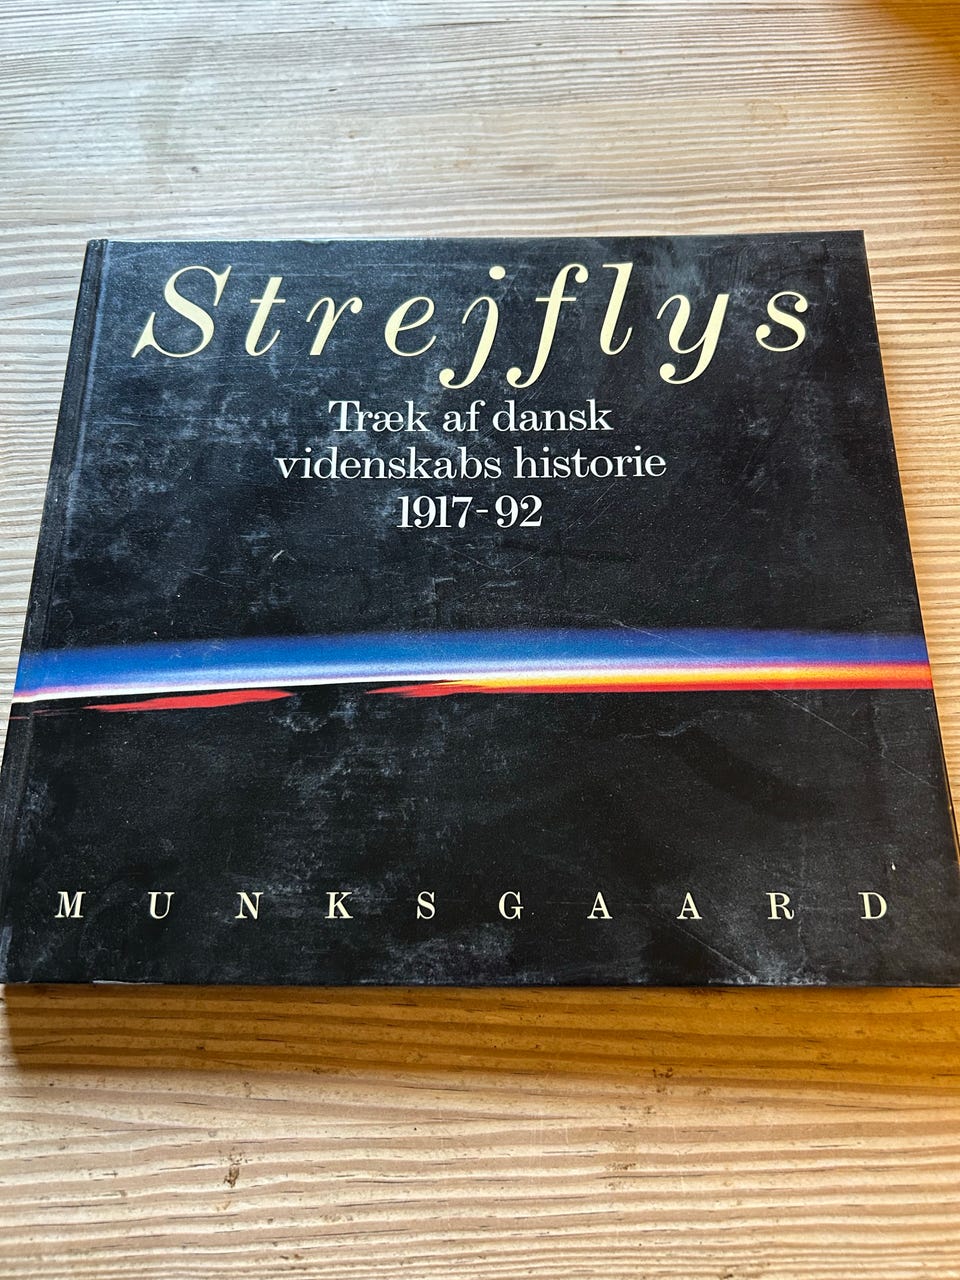 Strejflys
Træk af dansk
videnskabs historie
1917-92
MUNKSGAARD